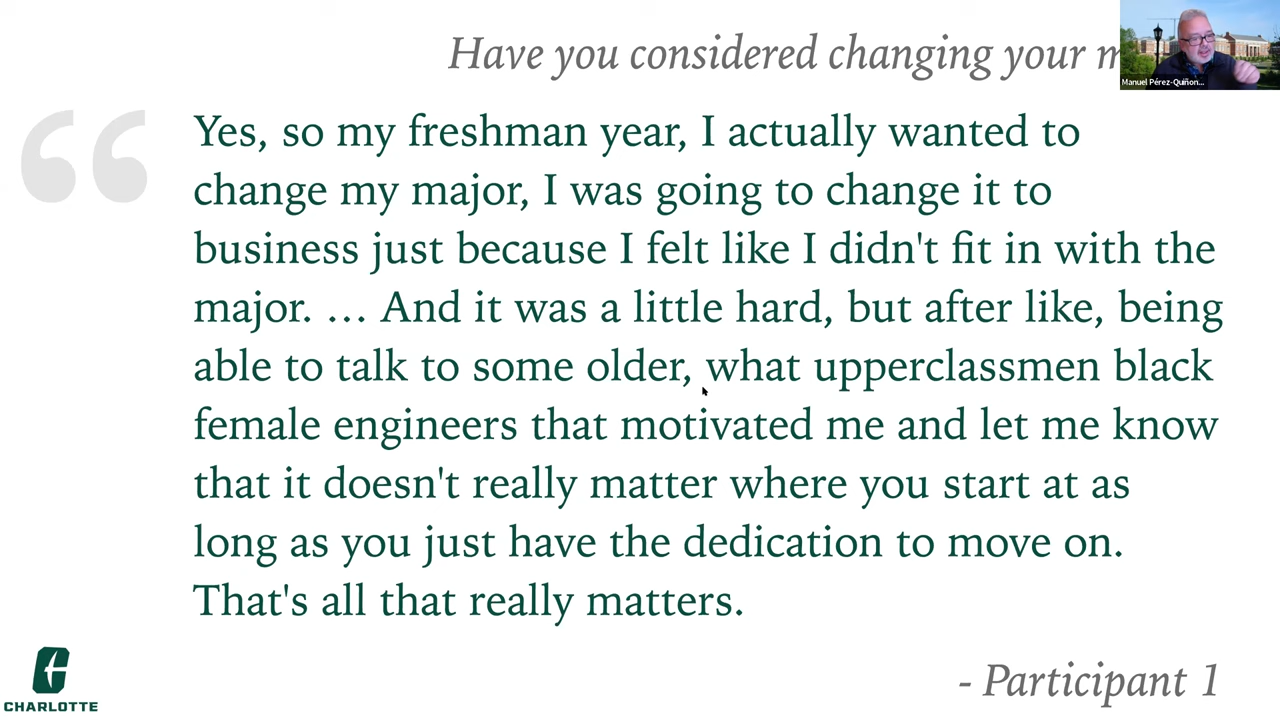 Have you considered changing your m
Manuel Pérez-Quiñon...
Yes, so my freshman year, I actually wanted to
change my major, I was going to change it to
business just because I felt like I didn't fit in with the
major. … And it was a little hard, but after like, being
able to talk to some older, what upperclassmen black
female engineers that motivated me and let me know
that it doesn't really matter where you start at as
long as you just have the dedication to move on.
That's all that really matters.
- Participant 1
CHARLOTTE